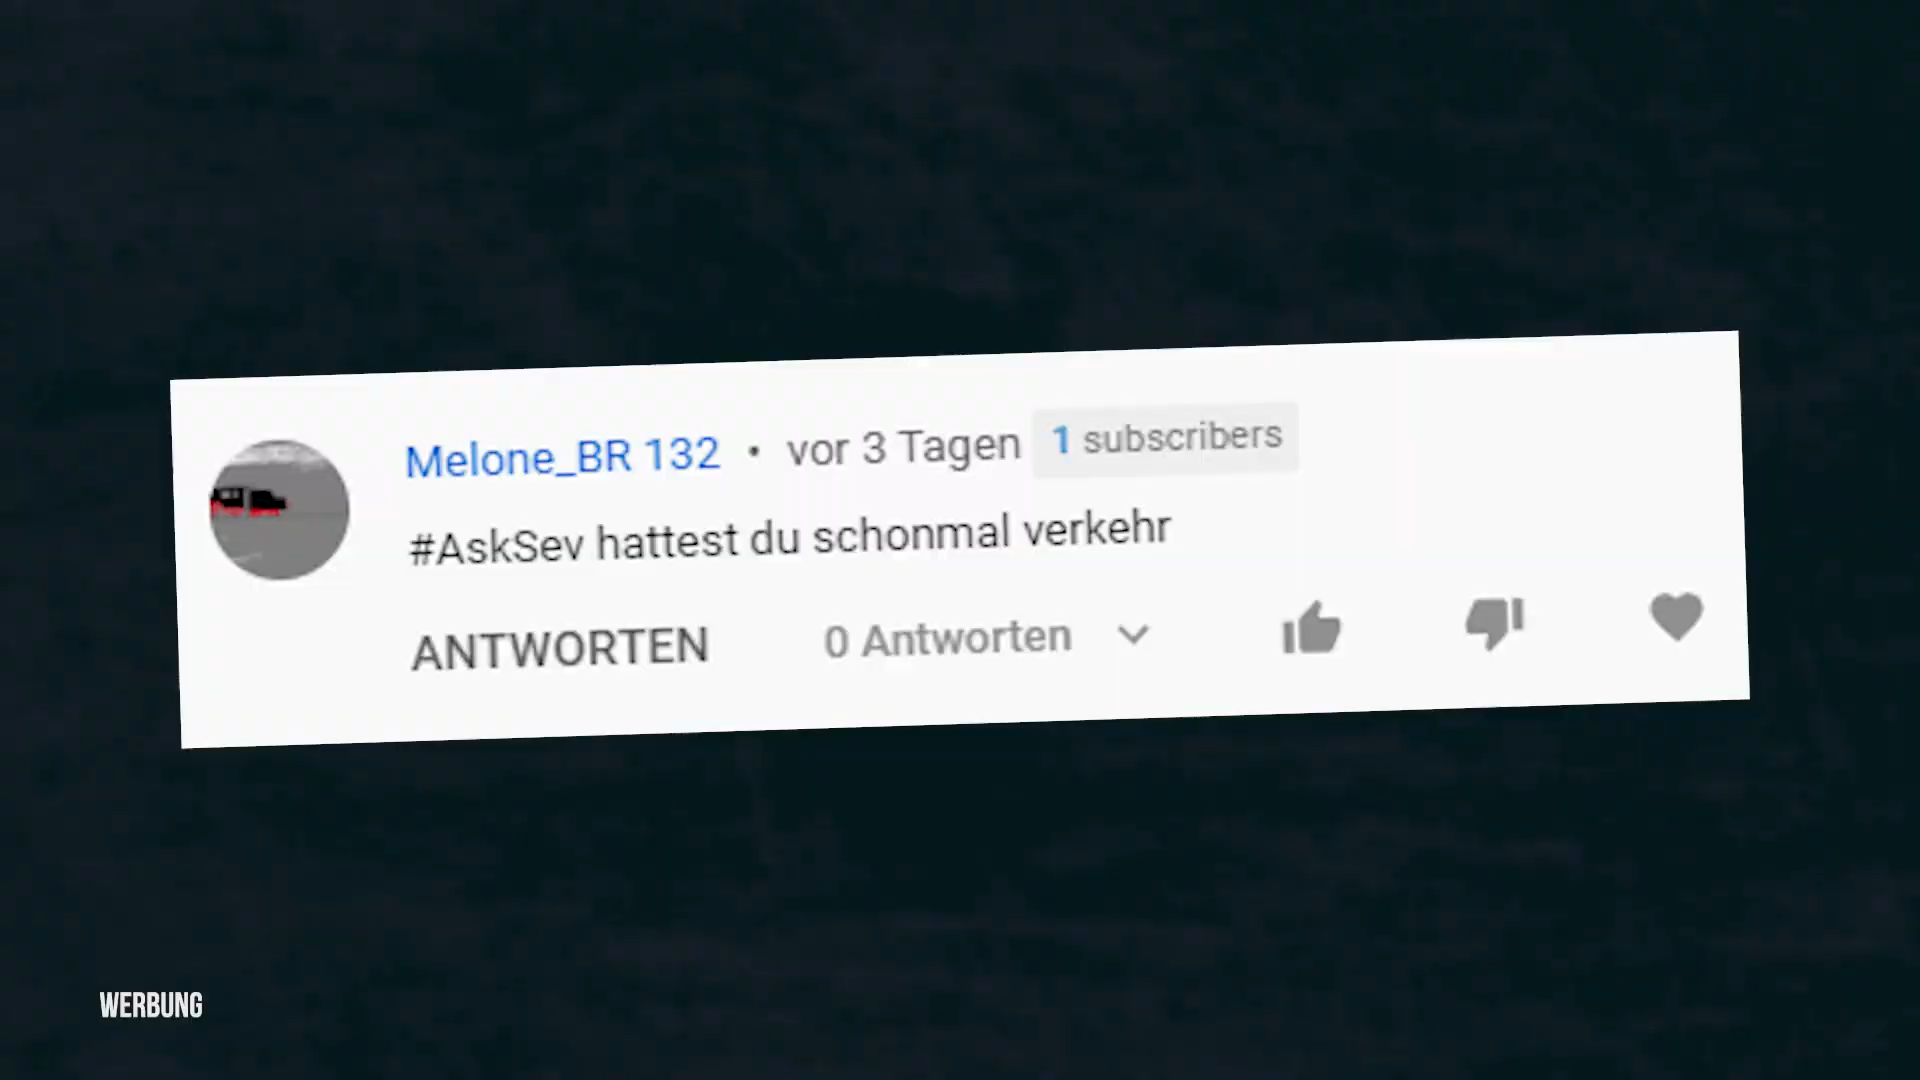 Melone_BR 132 • vor 3 Tagen 1 subscribers
#AskSev hattest du schonmal verkehr
ANTWORTEN 0 Antworten
WERBUNG